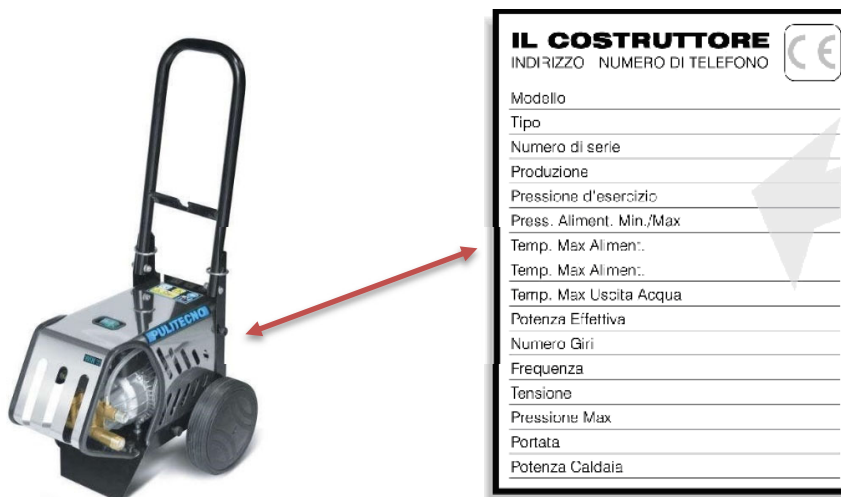 PULITECNO
IL COSTRUTTORE
INDIRIZZO NUMERO DI TELEFONO
CE
Modello
Tipo
Numero di serie
Produzione
Pressione d'esercizio
Press. Aliment. Min./Max
Temp. Max Aliment.
Temp. Max Aliment.
Temp. Max Uscita Acqua
Potenza Effettiva
Numero Giri
Frequenza
Tensione
Pressione Max
Portata
Potenza Caldaia